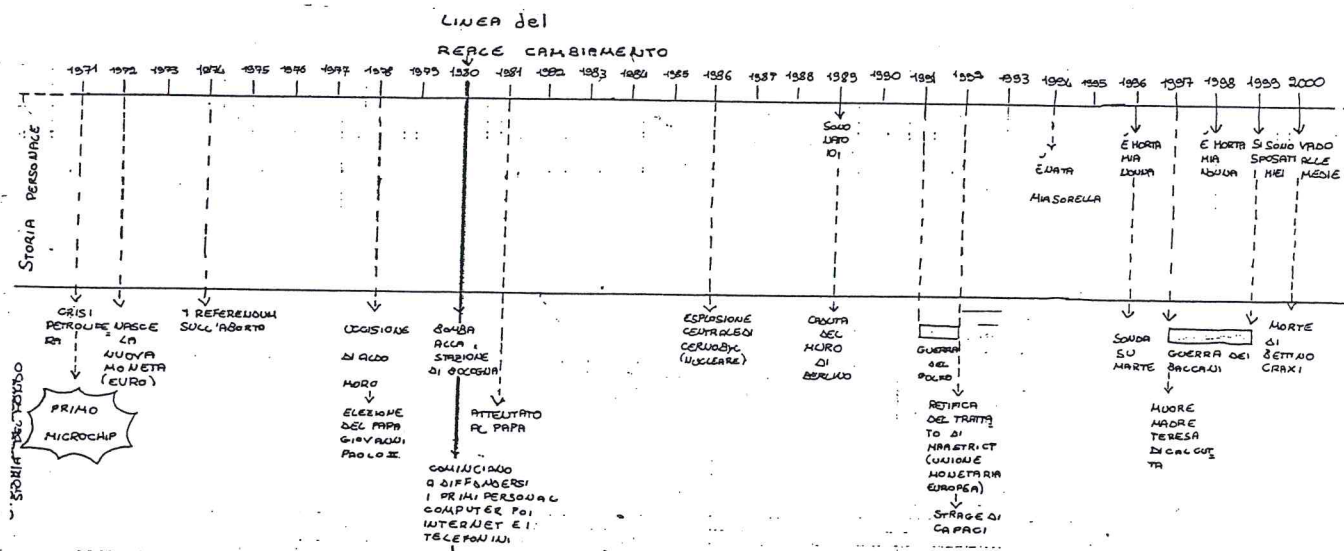 LINEA del
REALE CAMBIAMENTO
1971 1972 1973 1974 1975 1976 1977 1978 1979 1980 1981 1982 1983 1984 1985 1986 1987 1988 1989 1990 1991 1992 1993 1994 1995 1996 1997 1998 1999 2000
STORIA PERSONALE
SONO
NATO
IO!
È NATA
MIA SORELLA
È MORTA
MIA
NONNA
È MORTA
MIA
NONNA
SI SONO
SPOSATI
MIEI
VADO
ALLE
MEDIE
STORIA DEL MONDO
CRISI
PETROLIFE
RA
PRIMO
MICROCHIP
NASCE
LA
NUOVA
MONETA
(EURO)
1 REFERENDUM
SULL'ABORTO
UCCISIONE
DI ALDO
MORO
ELEZIONE
DEL PAPA
GIOVANNI
PAOLO II
BOMBA
ALLA
STAZIONE
DI BOLOGNA
COMINCIANO
A DIFFONDERSI
I PRIMI PERSONAL
COMPUTER POI
INTERNET E I
TELEFONINI
ATTENTATO
AL PAPA
ESPLOSIONE
CENTRALE DI
CERNOBYL
(NUCLEARE)
CADUTA
DEL
MURO
DI
BERLINO
GUERRA
DEL
GOLFO
RETIFICA
DEL TRATTA
TO DI
MAASTRICT
(UNIONE
MONETARIA
EUROPEA)
STRAGE DI
CAPACI
SONDA
SU
MARTE
GUERRA DEI
BALCANI
MUORE
MADRE
TERESA
DI CALCUT
TA
MORTE
DI
BETTINO
CRAXI